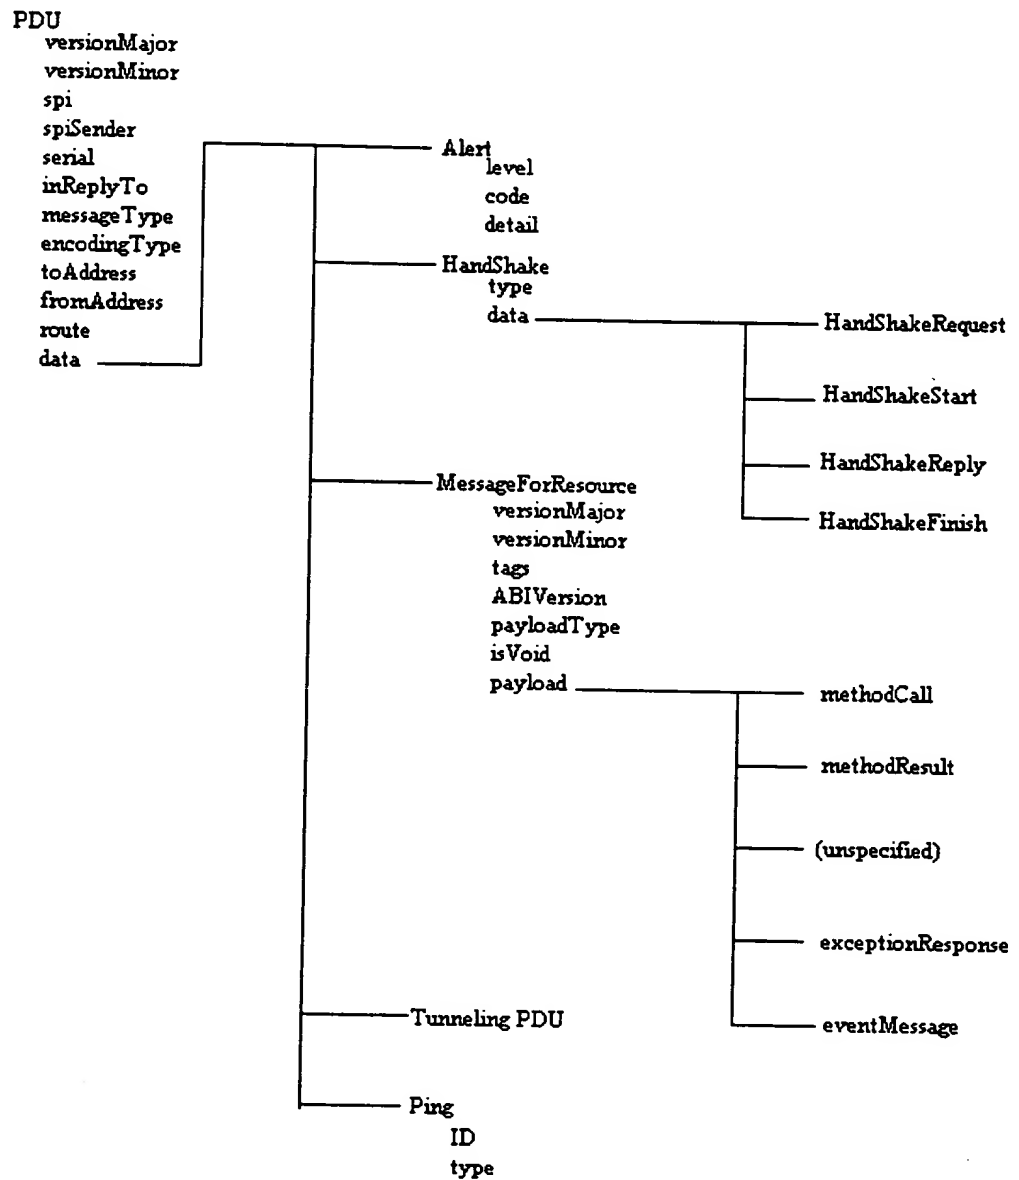 PDU
versionMajor
versionMinor
spi
spiSender
serial
inReplyTo
messageType
encodingType
toAddress
fromAddress
route
data
Alert
level
code
detail
HandShake
type
data
HandShakeRequest
HandShakeStart
HandShakeReply
HandShakeFinish
MessageForResource
versionMajor
versionMinor
tags
ABIVersion
payloadType
isVoid
payload
methodCall
methodResult
(unspecified)
exceptionResponse
eventMessage
Tunneling PDU
Ping
ID
type